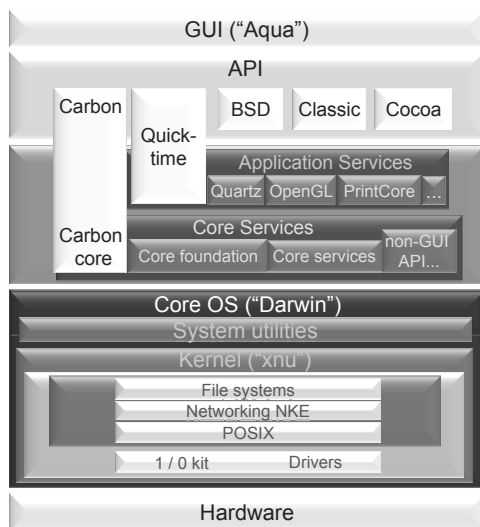 GUI (“Aqua”)
API
Carbon
BSD
Classic
Cocoa
Quick-
time
Application Services
Quartz
OpenGL
PrintCore
...
Carbon
core
Core Services
Core foundation
Core services
non-GUI
API...
Core OS (“Darwin”)
System utilities
Kernel (“xnu”)
File systems
Networking NKE
POSIX
1 / 0 kit
Drivers
Hardware